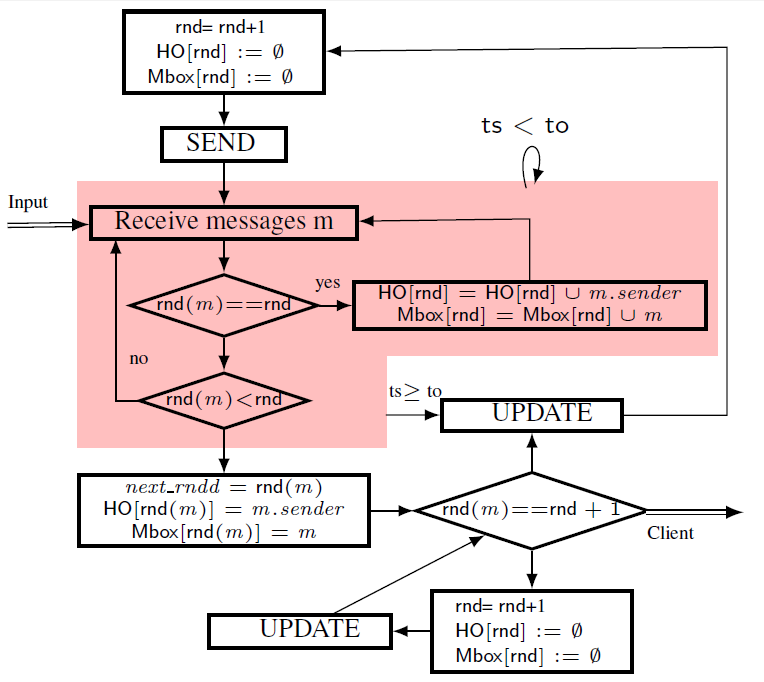 rnd= rnd+1
HO[rnd] := ∅
Mbox[rnd] := ∅
SEND
ts < to
Input
Receive messages m
rnd(m)==rnd
yes
HO[rnd] = HO[rnd] ∪ m.sender
Mbox[rnd] = Mbox[rnd] ∪ m
no
rnd(m)<rnd
ts≥ to
UPDATE
next_rndd = rnd(m)
HO[rnd(m)] = m.sender
Mbox[rnd(m)] = m
rnd(m)==rnd + 1
Client
rnd= rnd+1
HO[rnd] := ∅
Mbox[rnd] := ∅
UPDATE